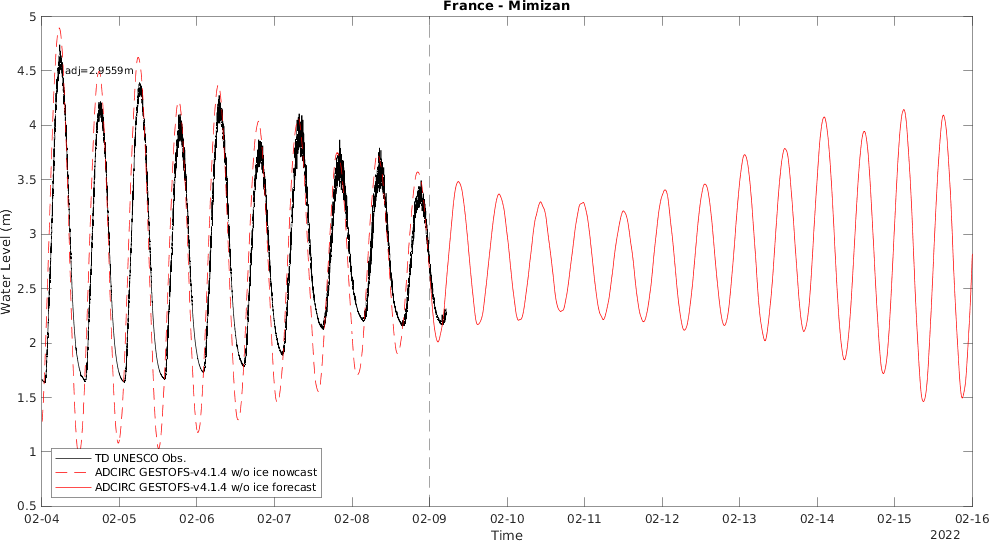 France - Mimizan
5
4.5
4
3.5
3
2.5
2
1.5
1
0.5
Water Level (m)
adj=2.9559m
TD UNESCO Obs.
ADCIRC GESTOFS-v4.1.4 w/o ice nowcast
ADCIRC GESTOFS-v4.1.4 w/o ice forecast
02-04 02-05 02-06 02-07 02-08 02-09 02-10 02-11 02-12 02-13 02-14 02-15 02-16
Time
2022